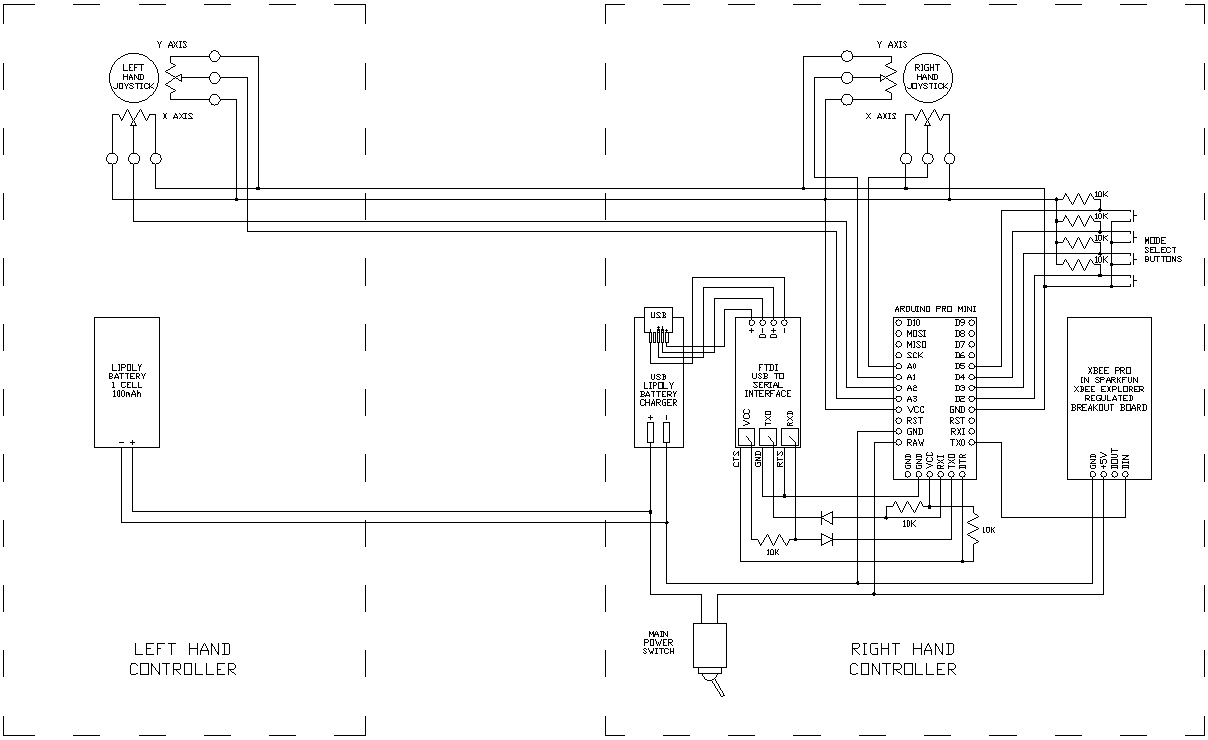 Y AXIS
LEFT
HAND
JOYSTICK
X AXIS
Y AXIS
RIGHT
HAND
JOYSTICK
X AXIS
10K
10K
10K
10K
MODE
SELECT
BUTTONS
LIPOLY
BATTERY
1 CELL
100mAh
- +
USB
USB
LIPOLY
BATTERY
CHARGER
+ -
+ D- D+ -
FTDI
USB TO
SERIAL
INTERFACE
VCC TXO RXD
CTS GND RTS
ARDUINO PRO MINI
D10 D9
MOSI D8
MISO D7
SCK D6
A0 D5
A1 D4
A2 D3
A3 D2
VCC GND
RST RST
GND RXI
RAW TXO
GND GND VCC RXI TXO DTR
XBEE PRO
IN SPARKFUN
XBEE EXPLORER
REGULATED
BREAKOUT BOARD
GND +5V DOUT DIN
10K
10K
10K
MAIN
POWER
SWITCH
LEFT HAND
CONTROLLER
RIGHT HAND
CONTROLLER